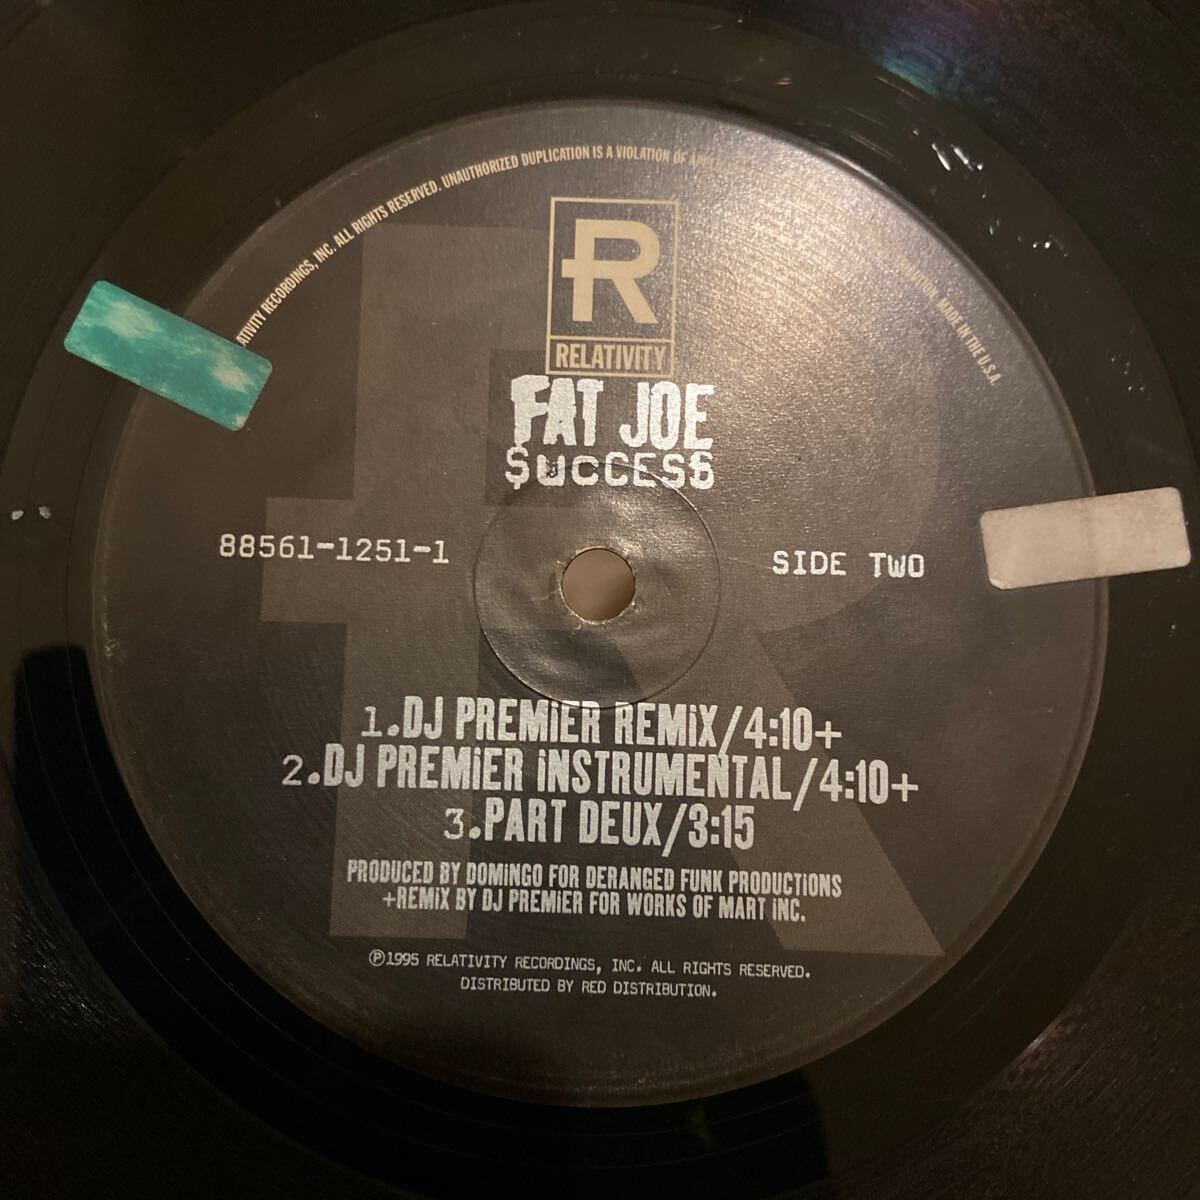 ATIVITY RECORDINGS, INC. ALL RIGHTS RESERVED. UNAUTHORIZED DUPLICATION IS A VIOLATION OF
MADE IN THE U.S.A.
R
RELATIVITY
FAT JOE
$UCCESS
88561-1251-1
SIDE TWO
1.DJ PREMiER REMiX/4:10+
2.DJ PREMiER iNSTRUMENTAL/4:10+
3.PART DEUX/3:15
PRODUCED BY DOMiNGO FOR DERANGED FUNK PRODUCTiONS
+REMiX BY DJ PREMiER FOR WORKS OF MART iNC.
℗1995 RELATIVITY RECORDINGS, INC. ALL RIGHTS RESERVED.
DISTRIBUTED BY RED DISTRIBUTION.